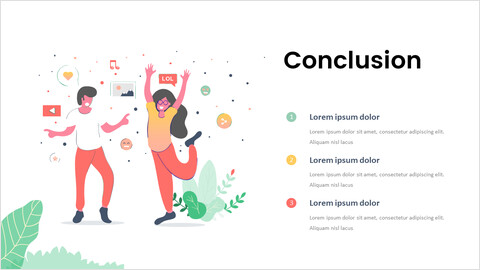 LOL
Conclusion
1
Lorem ipsum dolor
Lorem ipsum dolor sit amet, consectetur adipiscing elit.
Aliquam nisl lacus
2
Lorem ipsum dolor
Lorem ipsum dolor sit amet, consectetur adipiscing elit.
Aliquam nisl lacus
3
Lorem ipsum dolor
Lorem ipsum dolor sit amet, consectetur adipiscing elit.
Aliquam nisl lacus